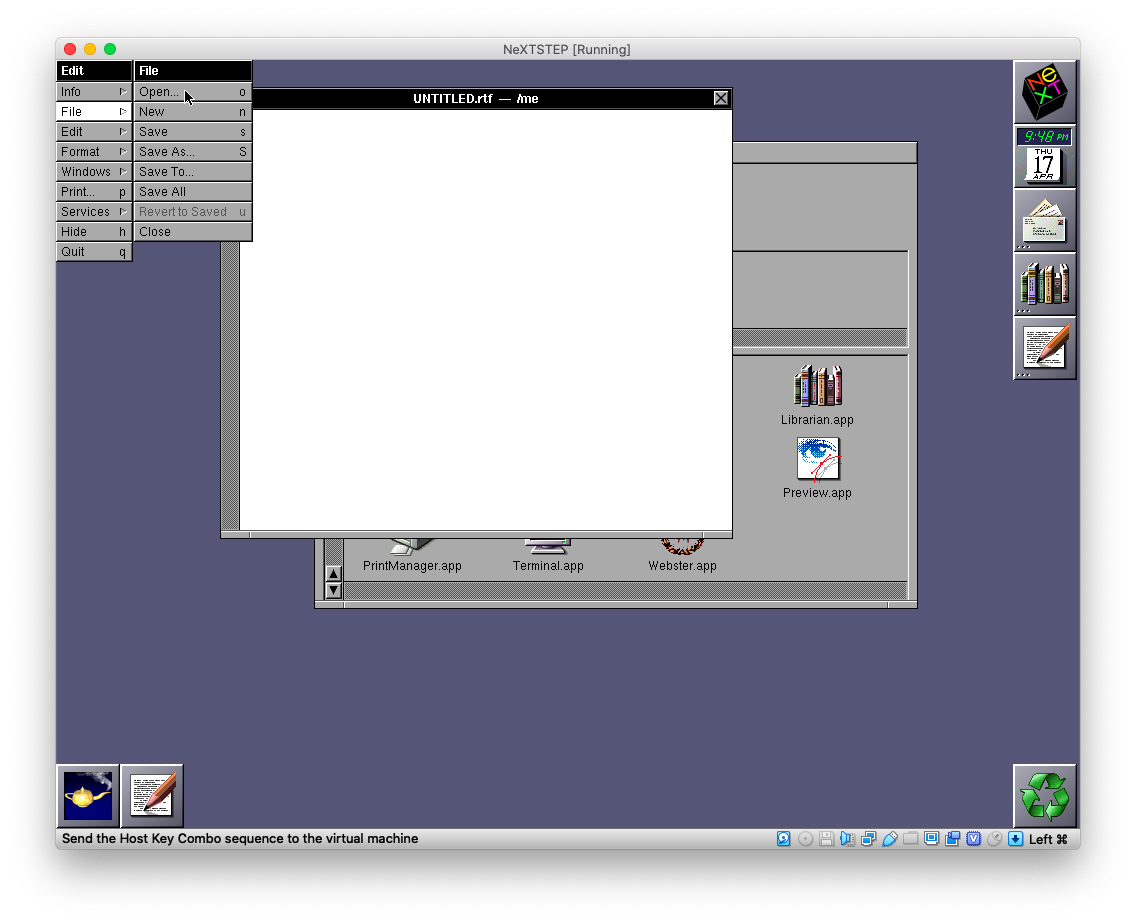 NeXTSTEP [Running]
Edit
Info
File
Edit
Format
Windows
Print... p
Services
Hide h
Quit q
File
Open... o
New n
Save s
Save As... S
Save To...
Save All
Revert to Saved u
Close
UNTITLED.rtf — /me
NeXT
9:48 PM
THU
17
APR
Librarian.app
Preview.app
PrintManager.app
Terminal.app
Webster.app
Send the Host Key Combo sequence to the virtual machine
Left ⌘